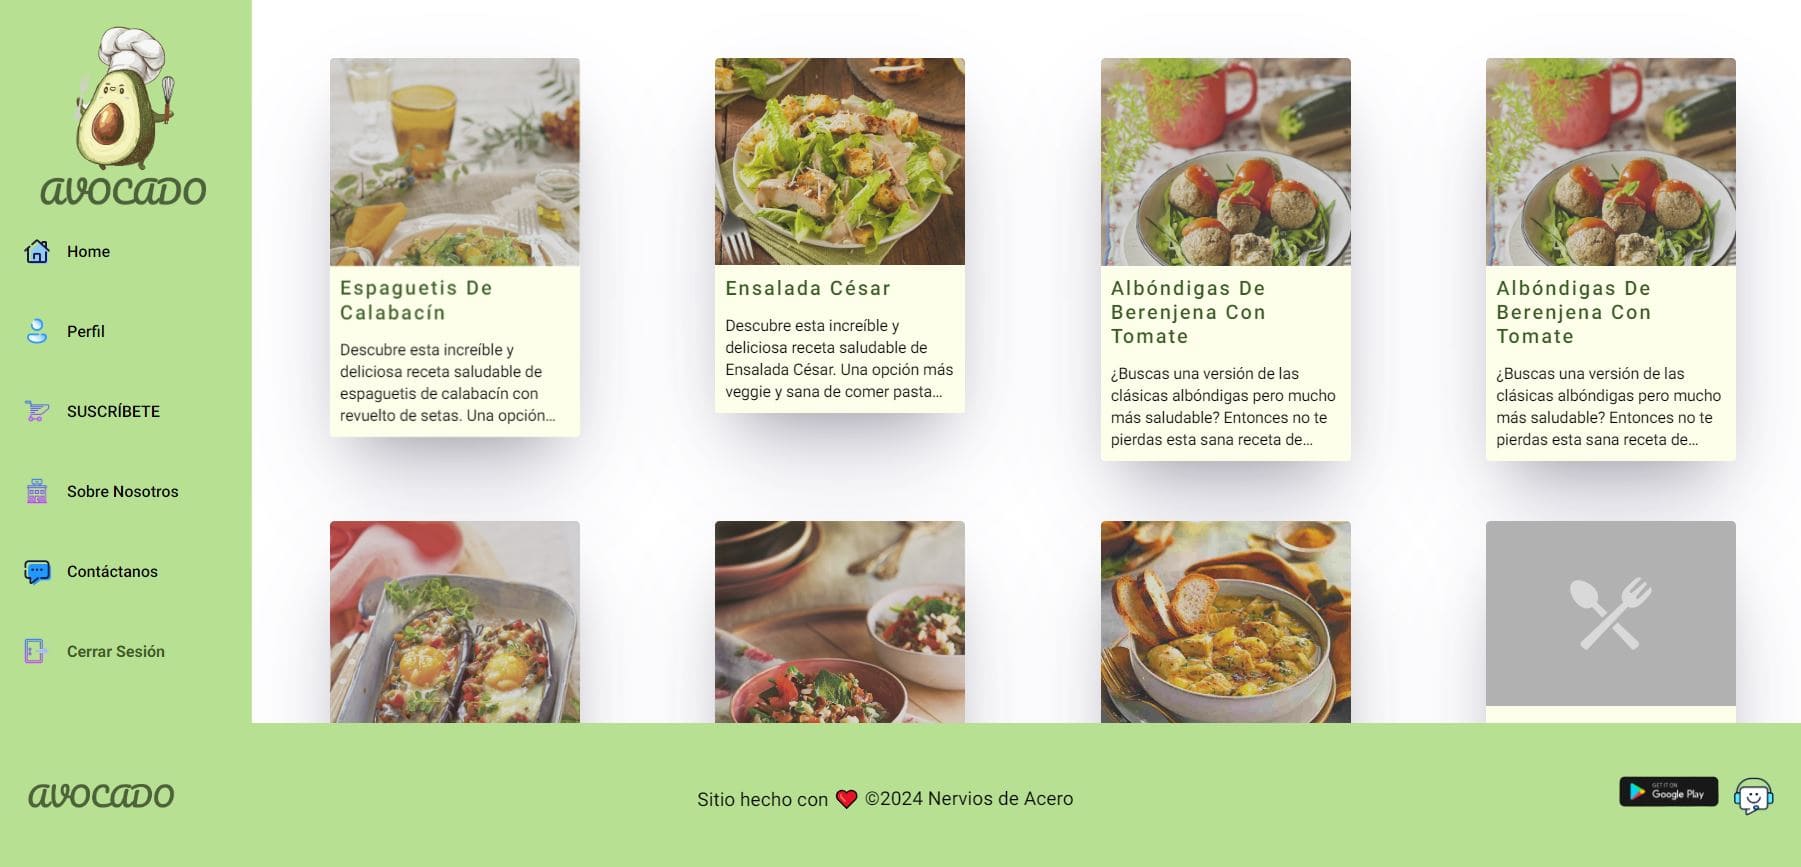 AVOCADO
Home
Perfil
SUSCRÍBETE
Sobre Nosotros
Contáctanos
Cerrar Sesión
Espaguetis De
Calabacín
Descubre esta increíble y
deliciosa receta saludable de
espaguetis de calabacín con
revuelto de setas. Una opción...
Ensalada César
Descubre esta increíble y
deliciosa receta saludable de
Ensalada César. Una opción más
veggie y sana de comer pasta...
Albóndigas De
Berenjena Con
Tomate
¿Buscas una versión de las
clásicas albóndigas pero mucho
más saludable? Entonces no te
pierdas esta sana receta de...
Albóndigas De
Berenjena Con
Tomate
¿Buscas una versión de las
clásicas albóndigas pero mucho
más saludable? Entonces no te
pierdas esta sana receta de...
AVOCADO
Sitio hecho con ❤️ ©2024 Nervios de Acero
GET IT ON
Google Play